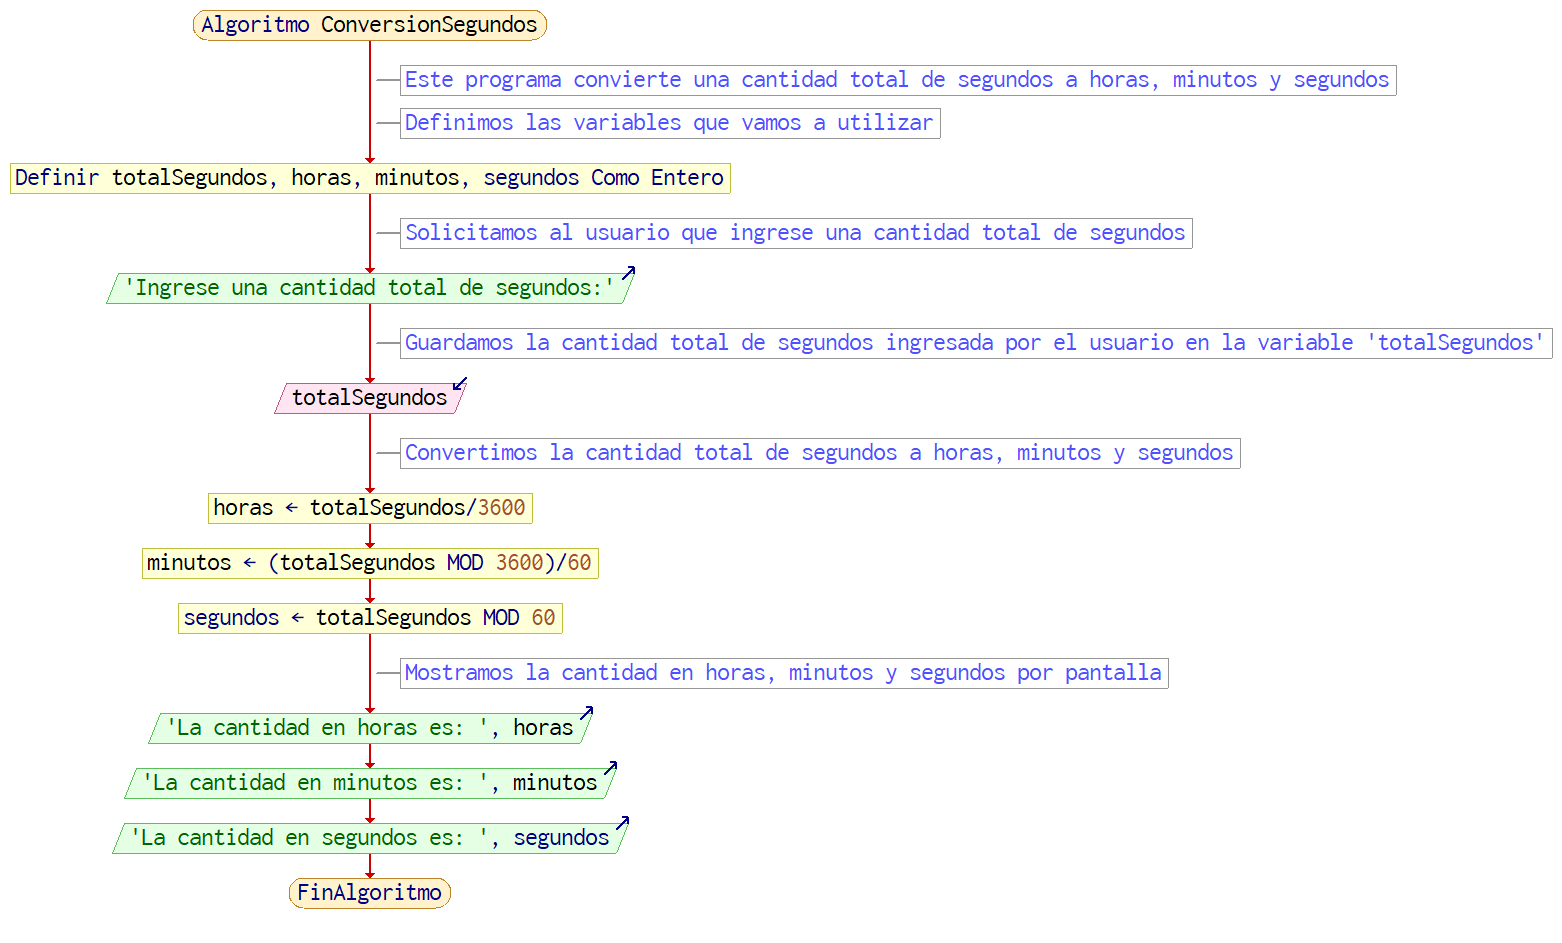 Algoritmo ConversionSegundos
Este programa convierte una cantidad total de segundos a horas, minutos y segundos
Definimos las variables que vamos a utilizar
Definir totalSegundos, horas, minutos, segundos Como Entero
Solicitamos al usuario que ingrese una cantidad total de segundos
'Ingrese una cantidad total de segundos:'
Guardamos la cantidad total de segundos ingresada por el usuario en la variable 'totalSegundos'
totalSegundos
Convertimos la cantidad total de segundos a horas, minutos y segundos
horas ← totalSegundos/3600
minutos ← (totalSegundos MOD 3600)/60
segundos ← totalSegundos MOD 60
Mostramos la cantidad en horas, minutos y segundos por pantalla
'La cantidad en horas es: ', horas
'La cantidad en minutos es: ', minutos
'La cantidad en segundos es: ', segundos
FinAlgoritmo